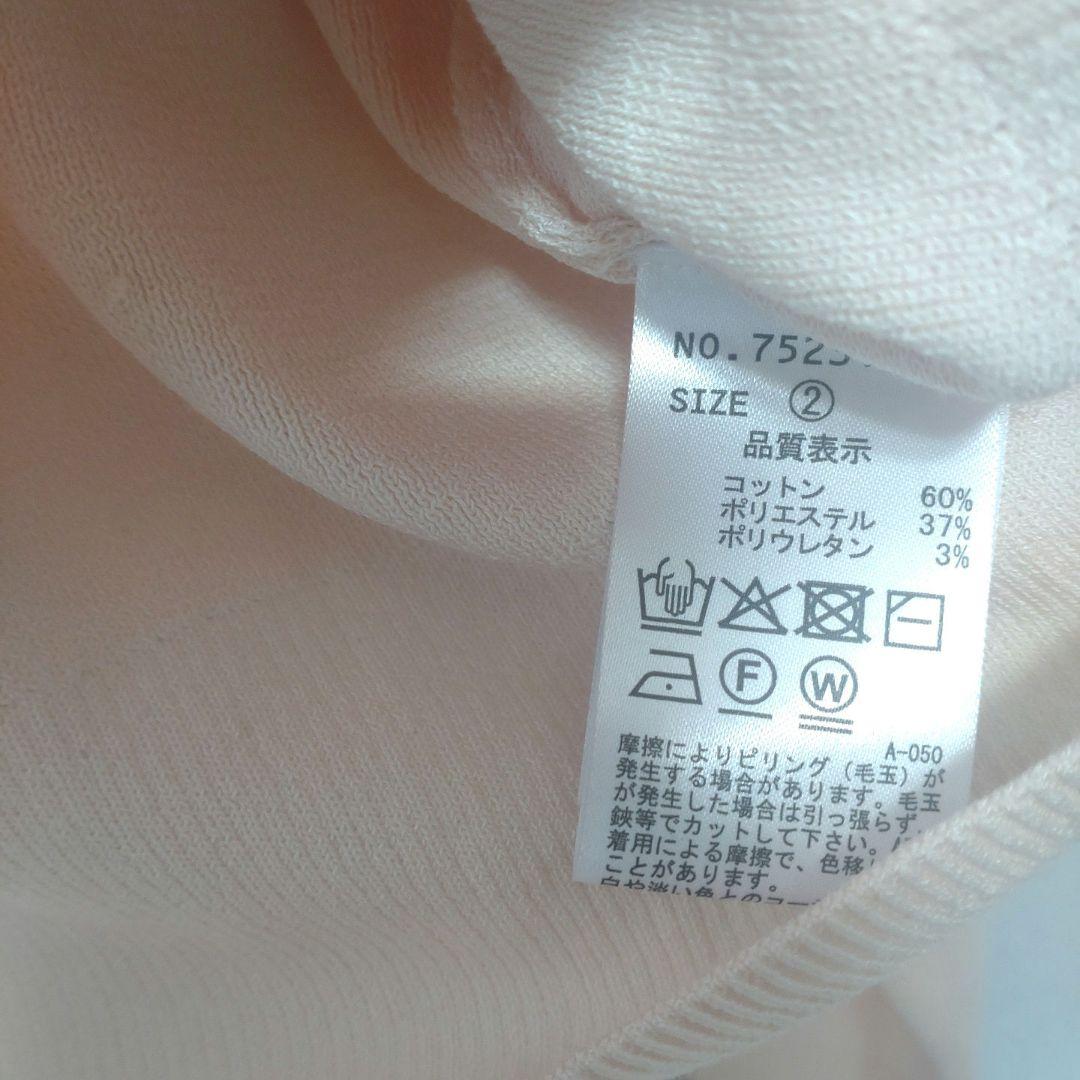 NO.7523
SIZE ②
品質表示
コットン 60%
ポリエステル 37%
ポリウレタン 3%
F
W
A-050
摩擦によりピリング(毛玉)が
発生する場合があります。毛玉
が発生した場合は引っ張らず、
鋏等でカットして下さい。
着用による摩擦で、色移
ことがあります。
白や淡い色とのコー